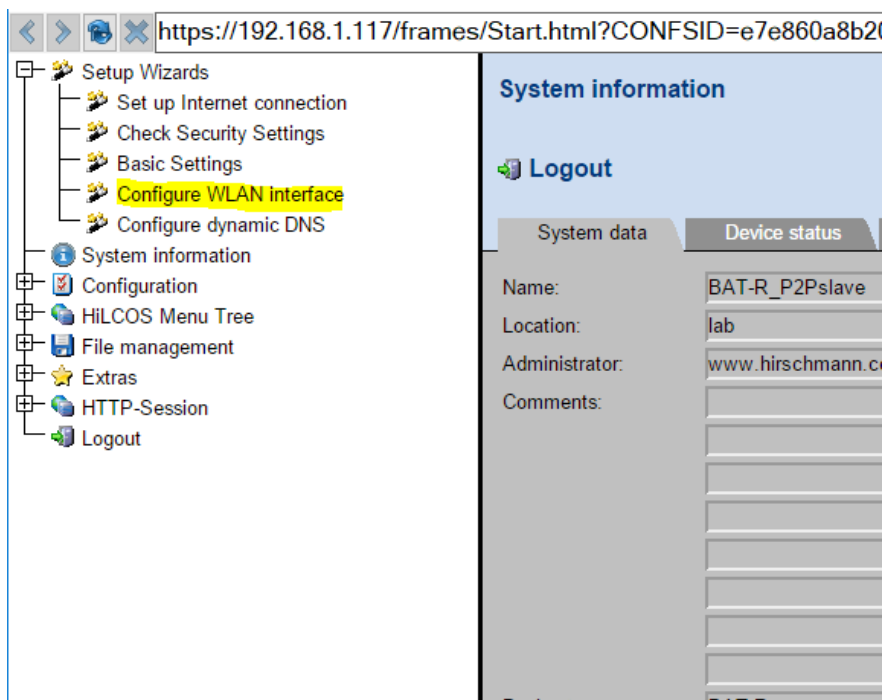 https://192.168.1.117/frames/Start.html?CONFSID=e7e860a8b20
Setup Wizards
Set up Internet connection
Check Security Settings
Basic Settings
Configure WLAN interface
Configure dynamic DNS
System information
Configuration
HiLCOS Menu Tree
File management
Extras
HTTP-Session
Logout
System information
Logout
System data
Device status
Name:
BAT-R_P2Pslave
Location:
lab
Administrator:
www.hirschmann.co
Comments: